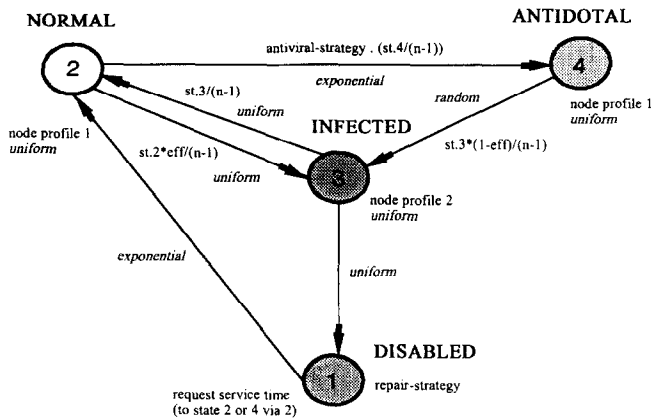 NORMAL
ANTIDOTAL
antiviral-strategy . (st.4/(n-1))
2
4
exponential
st.3/(n-1)
random
uniform
node profile 1
uniform
INFECTED
node profile 1
uniform
st.2*eff/(n-1)
st.3*(1-eff)/(n-1)
uniform
3
node profile 2
uniform
exponential
uniform
DISABLED
1
repair-strategy
request service time
(to state 2 or 4 via 2)